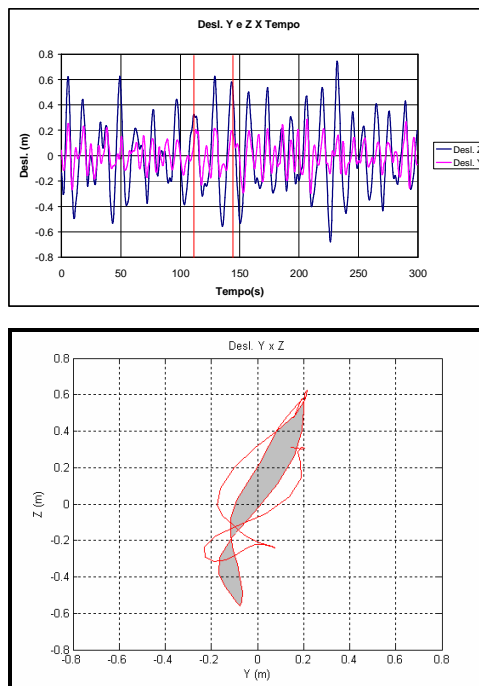 Desl. Y e Z X Tempo
Desl. (m)
0.8
0.6
0.4
0.2
0
-0.2
-0.4
-0.6
-0.8
0 50 100 150 200 250 300
Tempo(s)
Desl. Z
Desl. Y
Desl. Y x Z
Z (m)
0.8
0.6
0.4
0.2
0
-0.2
-0.4
-0.6
-0.8
-0.8 -0.6 -0.4 -0.2 0 0.2 0.4 0.6 0.8
Y (m)